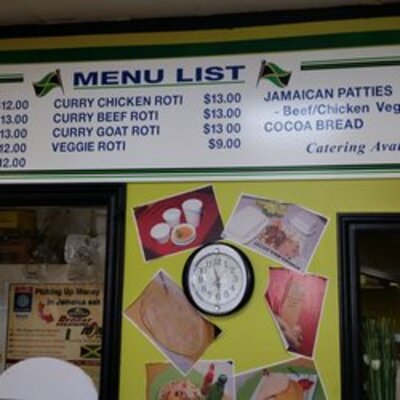 MENU LIST
$12.00
$13.00
$13.00
$12.00
$12.00
CURRY CHICKEN ROTI $13.00
CURRY BEEF ROTI $13.00
CURRY GOAT ROTI $13 00
VEGGIE ROTI $9.00
JAMAICAN PATTIES
- Beef/Chicken Veg
COCOA BREAD
Catering Avai
Picking Up Money
in Jamaica